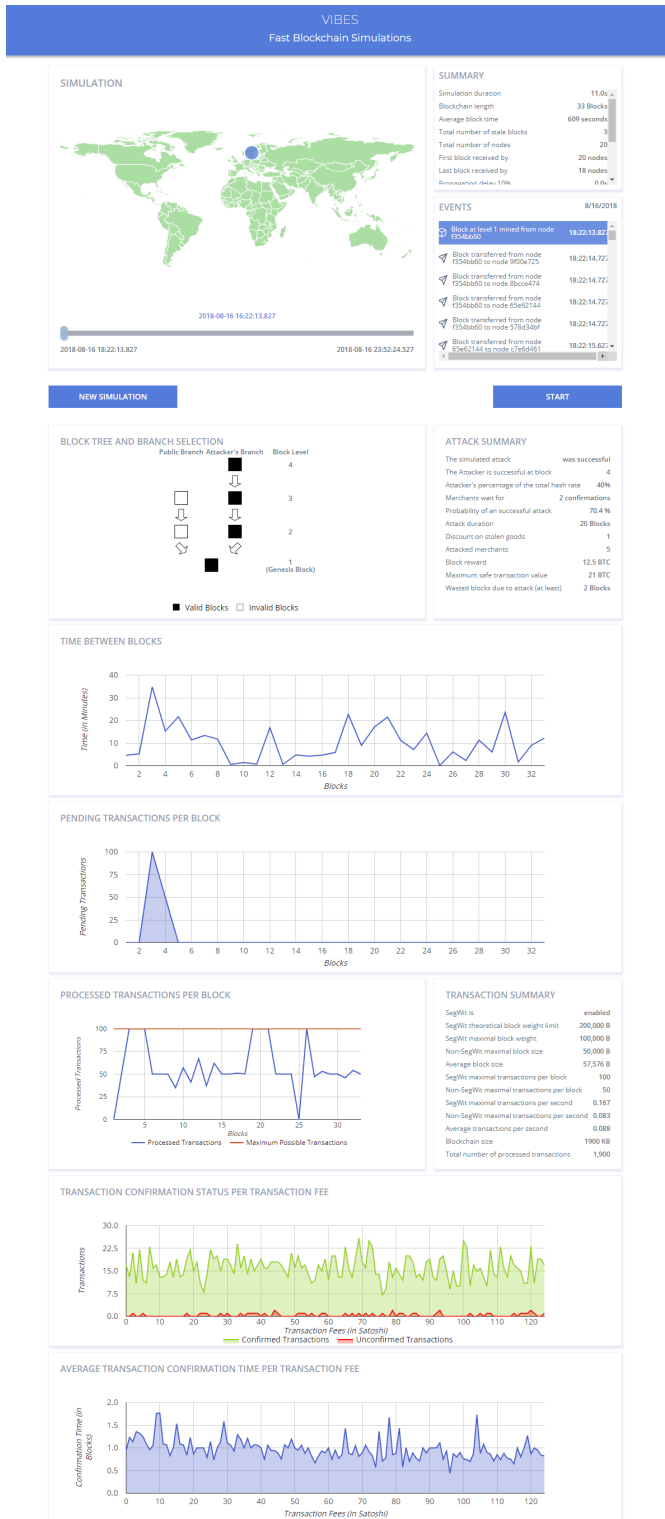 VIBES
Fast Blockchain Simulations
SIMULATION
2018-08-16 16:22:13.827
2018-08-16 18:22:13.827
2018-08-16 23:52:24.527
SUMMARY
Simulation duration 11.0s
Blockchain length 33 Blocks
Average block time 609 seconds
Total number of stale blocks 3
Total number of nodes 20
First block received by 20 nodes
Last block received by 18 nodes
Propagation delay 10% 0.0s
EVENTS 8/16/2018
Block at level 1 mined from node
f354bb60 18:22:13.827
Block transferred from node
f354bb60 to node 9f00e725 18:22:14.727
Block transferred from node
f354bb60 to node 8bcce474 18:22:14.727
Block transferred from node
f354bb60 to node 65e62144 18:22:14.727
Block transferred from node
f354bb60 to node 578d34bf 18:22:14.727
Block transferred from node
65e62144 to node c7e6d461 18:22:15.627
NEW SIMULATION
START
BLOCK TREE AND BRANCH SELECTION
Public Branch Attacker's Branch Block Level
4
3
2
1
(Genesis Block)
Valid Blocks Invalid Blocks
ATTACK SUMMARY
The simulated attack was successful
The Attacker is successful at block 4
Attacker's percentage of the total hash rate 40%
Merchants wait for 2 confirmations
Probability of an successful attack 70.4 %
Attack duration 20 Blocks
Discount on stolen goods 1
Attacked merchants 5
Block reward 12.5 BTC
Maximum safe transaction value 21 BTC
Wasted blocks due to attack (at least) 2 Blocks
TIME BETWEEN BLOCKS
Time (in Minutes)
40
30
20
10
0
2 4 6 8 10 12 14 16 18 20 22 24 26 28 30 32
Blocks
PENDING TRANSACTIONS PER BLOCK
Pending Transactions
100
75
50
25
0
2 4 6 8 10 12 14 16 18 20 22 24 26 28 30 32
Blocks
PROCESSED TRANSACTIONS PER BLOCK
Processed Transactions
100
75
50
25
0
5 10 15 20 25 30
Blocks
Processed Transactions Maximum Possible Transactions
TRANSACTION SUMMARY
SegWit is enabled
SegWit theoretical block weight limit 200,000 B
SegWit maximal block weight 100,000 B
Non-SegWit maximal block size 50,000 B
Average block size 57,576 B
SegWit maximal transactions per block 100
Non-SegWit maximal transactions per block 50
SegWit maximal transactions per second 0.167
Non-SegWit maximal transactions per second 0.083
Average transactions per second 0.088
Blockchain size 1900 KB
Total number of processed transactions 1,900
TRANSACTION CONFIRMATION STATUS PER TRANSACTION FEE
Transactions
30.0
22.5
15.0
7.5
0.0
0 10 20 30 40 50 60 70 80 90 100 110 120
Transaction Fees (in Satoshi)
Confirmed Transactions Unconfirmed Transactions
AVERAGE TRANSACTION CONFIRMATION TIME PER TRANSACTION FEE
Confirmation Time (in
Blocks)
2.0
1.5
1.0
0.5
0.0
0 10 20 30 40 50 60 70 80 90 100 110 120
Transaction Fees (in Satoshi)